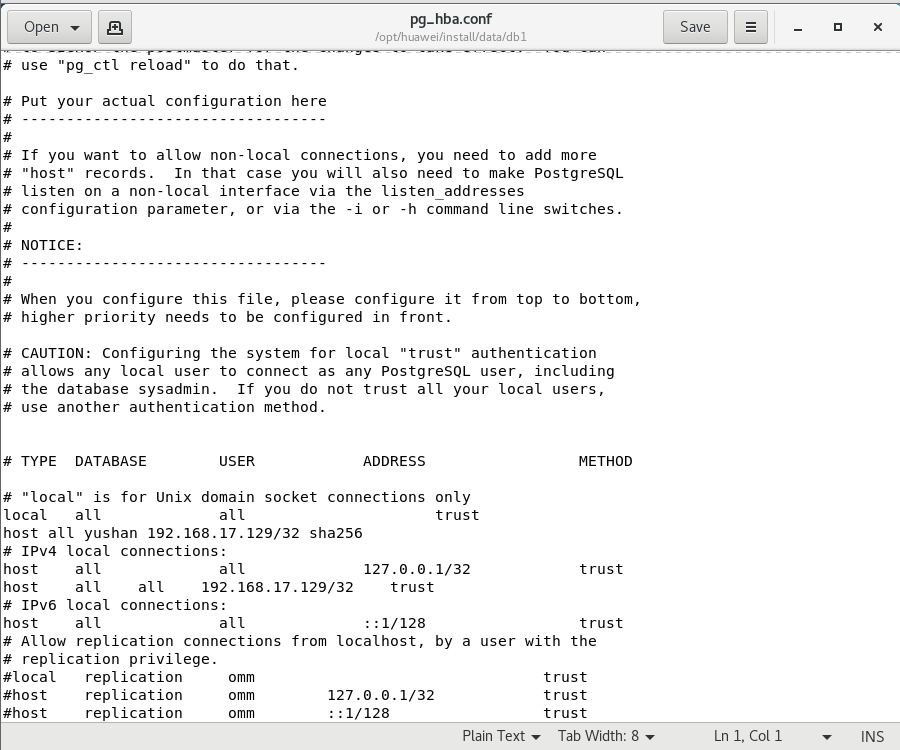 Open
pg_hba.conf
/opt/huawei/install/data/db1
Save
# use "pg_ctl reload" to do that.
# Put your actual configuration here
# ----------------------------------
#
# If you want to allow non-local connections, you need to add more
# "host" records.  In that case you will also need to make PostgreSQL
# listen on a non-local interface via the listen_addresses
# configuration parameter, or via the -i or -h command line switches.
#
# NOTICE:
# ----------------------------------
#
# When you configure this file, please configure it from top to bottom,
# higher priority needs to be configured in front.
# CAUTION: Configuring the system for local "trust" authentication
# allows any local user to connect as any PostgreSQL user, including
# the database sysadmin.  If you do not trust all your local users,
# use another authentication method.
# TYPE  DATABASE        USER            ADDRESS                 METHOD
# "local" is for Unix domain socket connections only
local   all             all                     trust
host all yushan 192.168.17.129/32 sha256
# IPv4 local connections:
host    all             all             127.0.0.1/32            trust
host    all    all    192.168.17.129/32    trust
# IPv6 local connections:
host    all             all             ::1/128                 trust
# Allow replication connections from localhost, by a user with the
# replication privilege.
#local   replication     omm                                trust
#host    replication     omm        127.0.0.1/32            trust
#host    replication     omm        ::1/128                 trust
Plain Text
Tab Width: 8
Ln 1, Col 1
INS